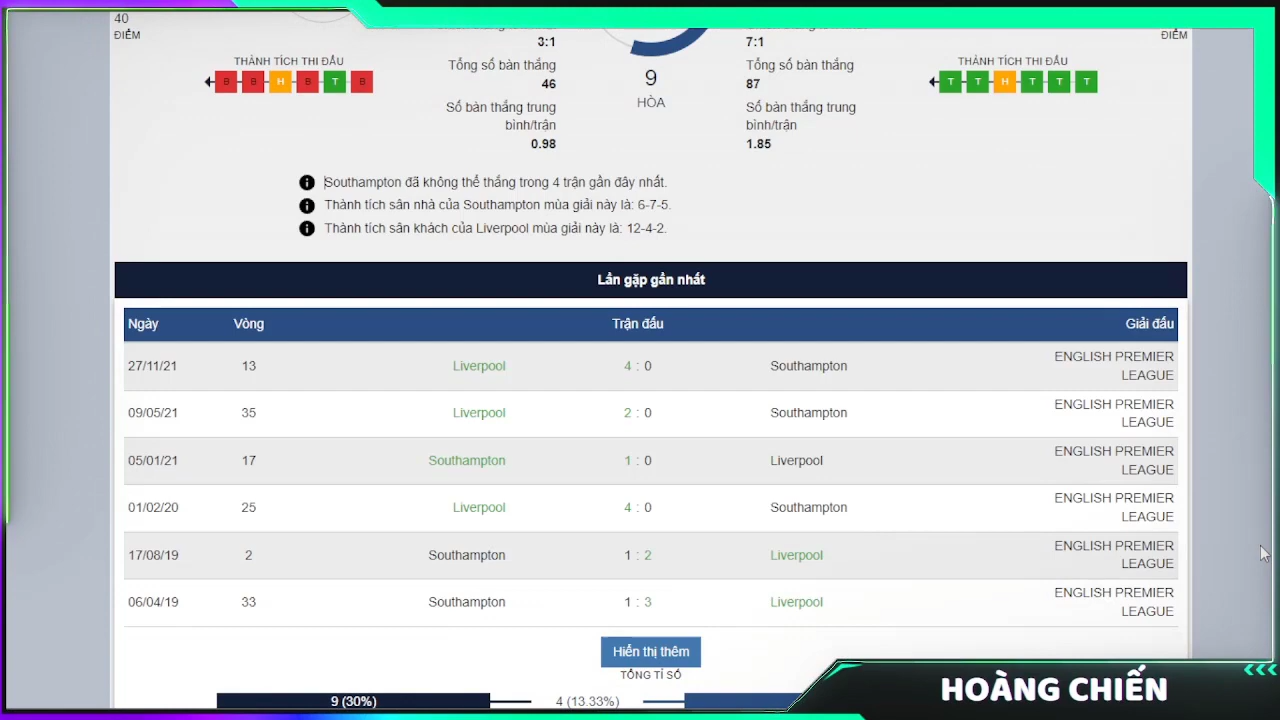 40
ĐIỂM
ĐIỂM
THÀNH TÍCH THI ĐẤU
B B H B T B
3:1
Tổng số bàn thắng
46
Số bàn thắng trung
bình/trận
0.98
9
HÒA
7:1
Tổng số bàn thắng
87
Số bàn thắng trung
bình/trận
1.85
THÀNH TÍCH THI ĐẤU
T T H T T T
Southampton đã không thể thắng trong 4 trận gần đây nhất.
Thành tích sân nhà của Southampton mùa giải này là: 6-7-5.
Thành tích sân khách của Liverpool mùa giải này là: 12-4-2.
Lần gặp gần nhất
Ngày Vòng Trận đấu Giải đấu
27/11/21 13 Liverpool 4 : 0 Southampton ENGLISH PREMIER
LEAGUE
09/05/21 35 Liverpool 2 : 0 Southampton ENGLISH PREMIER
LEAGUE
05/01/21 17 Southampton 1 : 0 Liverpool ENGLISH PREMIER
LEAGUE
01/02/20 25 Liverpool 4 : 0 Southampton ENGLISH PREMIER
LEAGUE
17/08/19 2 Southampton 1 : 2 Liverpool ENGLISH PREMIER
LEAGUE
06/04/19 33 Southampton 1 : 3 Liverpool ENGLISH PREMIER
LEAGUE
Hiển thị thêm
TỔNG TỈ SỐ
9 (30%) 4 (13.33%)
HOÀNG CHIẾN